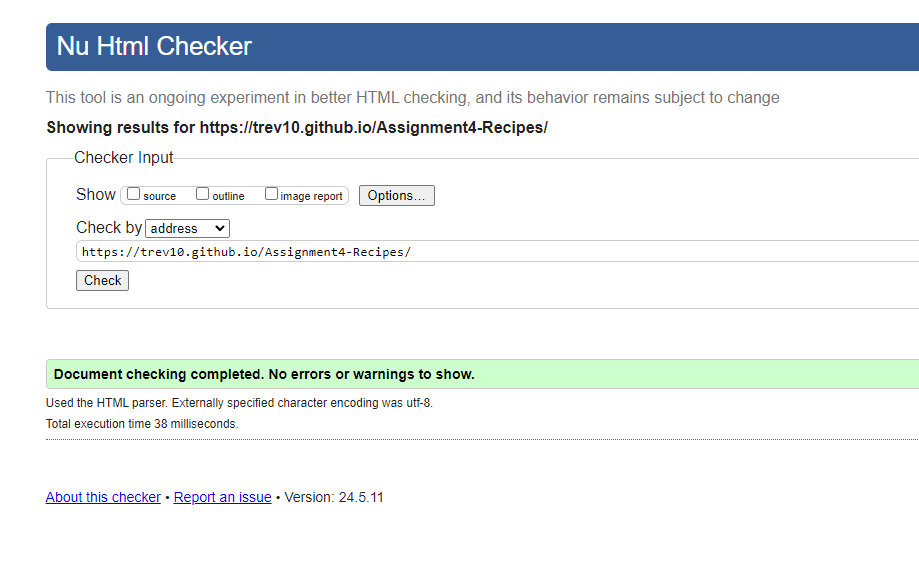 Nu Html Checker
This tool is an ongoing experiment in better HTML checking, and its behavior remains subject to change
Showing results for https://trev10.github.io/Assignment4-Recipes/
Checker Input
Show source outline image report Options...
Check by address
https://trev10.github.io/Assignment4-Recipes/
Check
Document checking completed. No errors or warnings to show.
Used the HTML parser. Externally specified character encoding was utf-8.
Total execution time 38 milliseconds.
About this checker • Report an issue • Version: 24.5.11